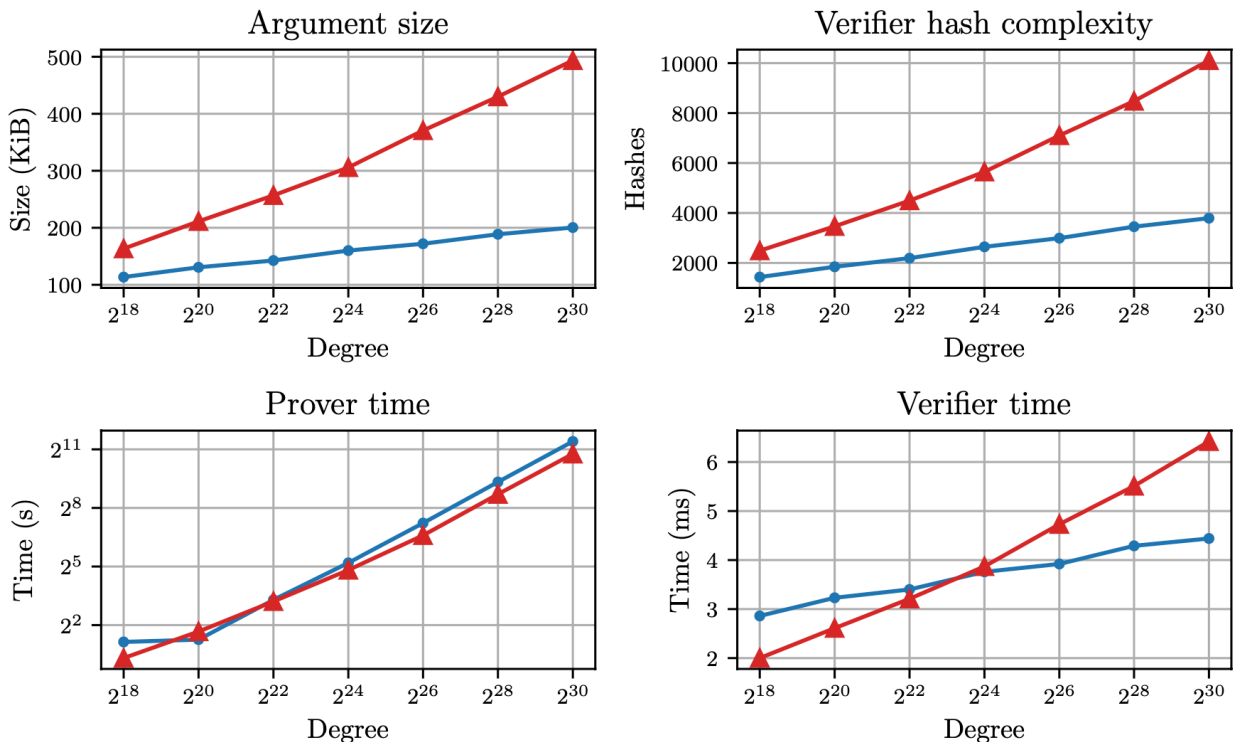 Argument size
500
400
300
200
100
Size (KiB)
2^18 2^20 2^22 2^24 2^26 2^28 2^30
Degree
Verifier hash complexity
10000
8000
6000
4000
2000
Hashes
2^18 2^20 2^22 2^24 2^26 2^28 2^30
Degree
Prover time
2^11
2^8
2^5
2^2
Time (s)
2^18 2^20 2^22 2^24 2^26 2^28 2^30
Degree
Verifier time
6
5
4
3
2
Time (ms)
2^18 2^20 2^22 2^24 2^26 2^28 2^30
Degree